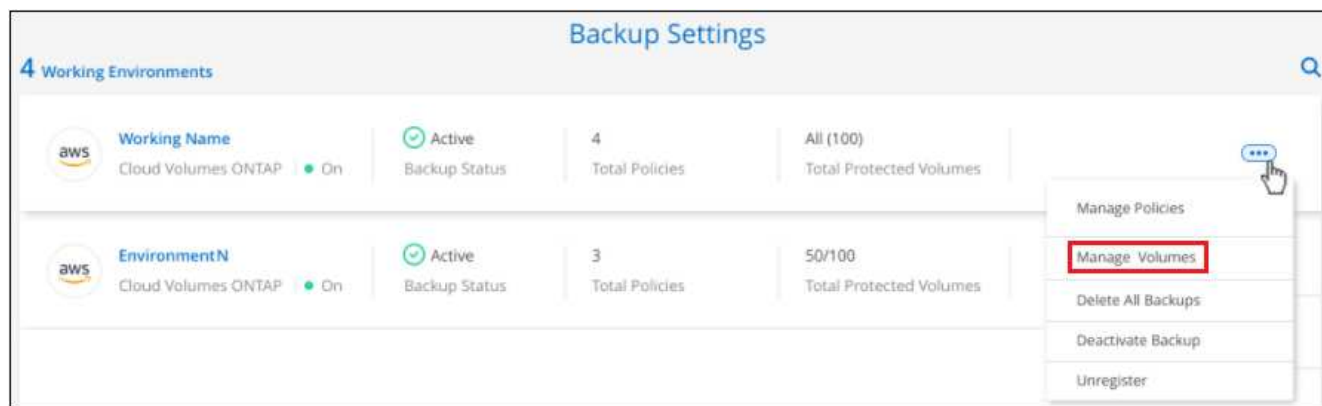 Backup Settings
4 Working Environments
aws
Working Name
Cloud Volumes ONTAP
On
Active
Backup Status
4
Total Policies
All (100)
Total Protected Volumes
Manage Policies
Manage Volumes
Delete All Backups
Deactivate Backup
Unregister
aws
EnvironmentN
Cloud Volumes ONTAP
On
Active
Backup Status
3
Total Policies
50/100
Total Protected Volumes